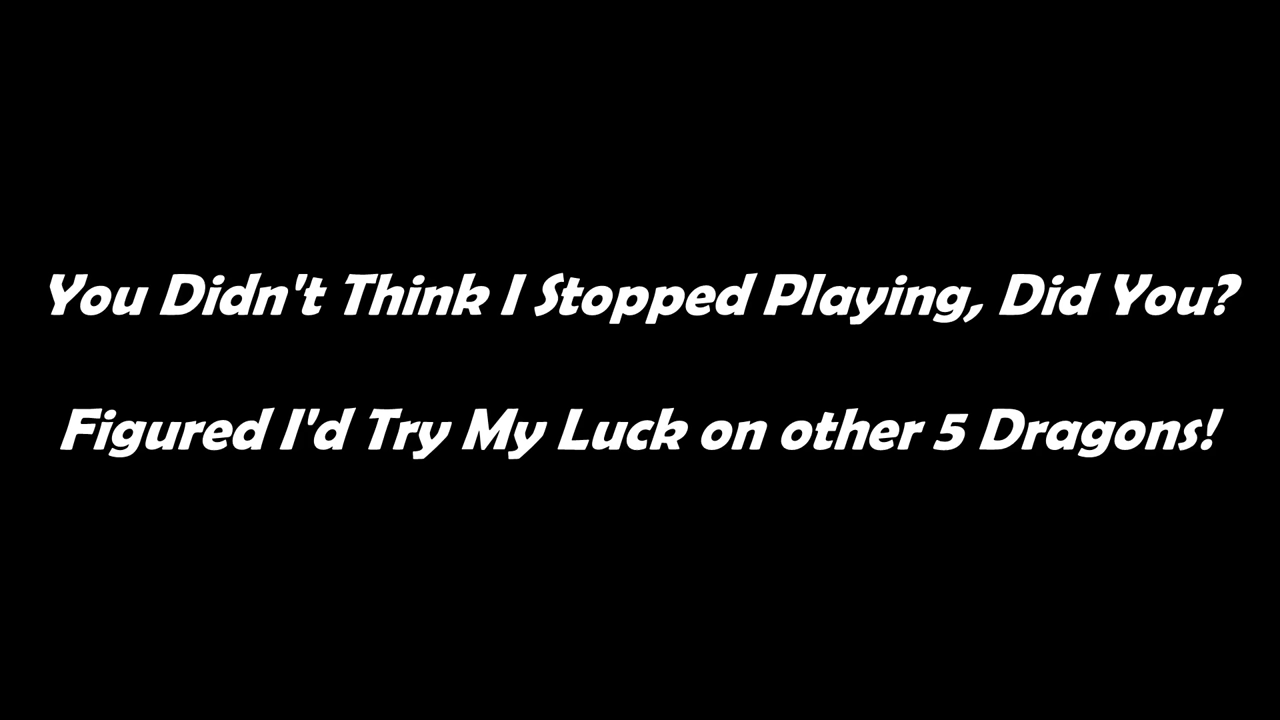 You Didn't Think I Stopped Playing, Did You?
Figured I'd Try My Luck on other 5 Dragons!